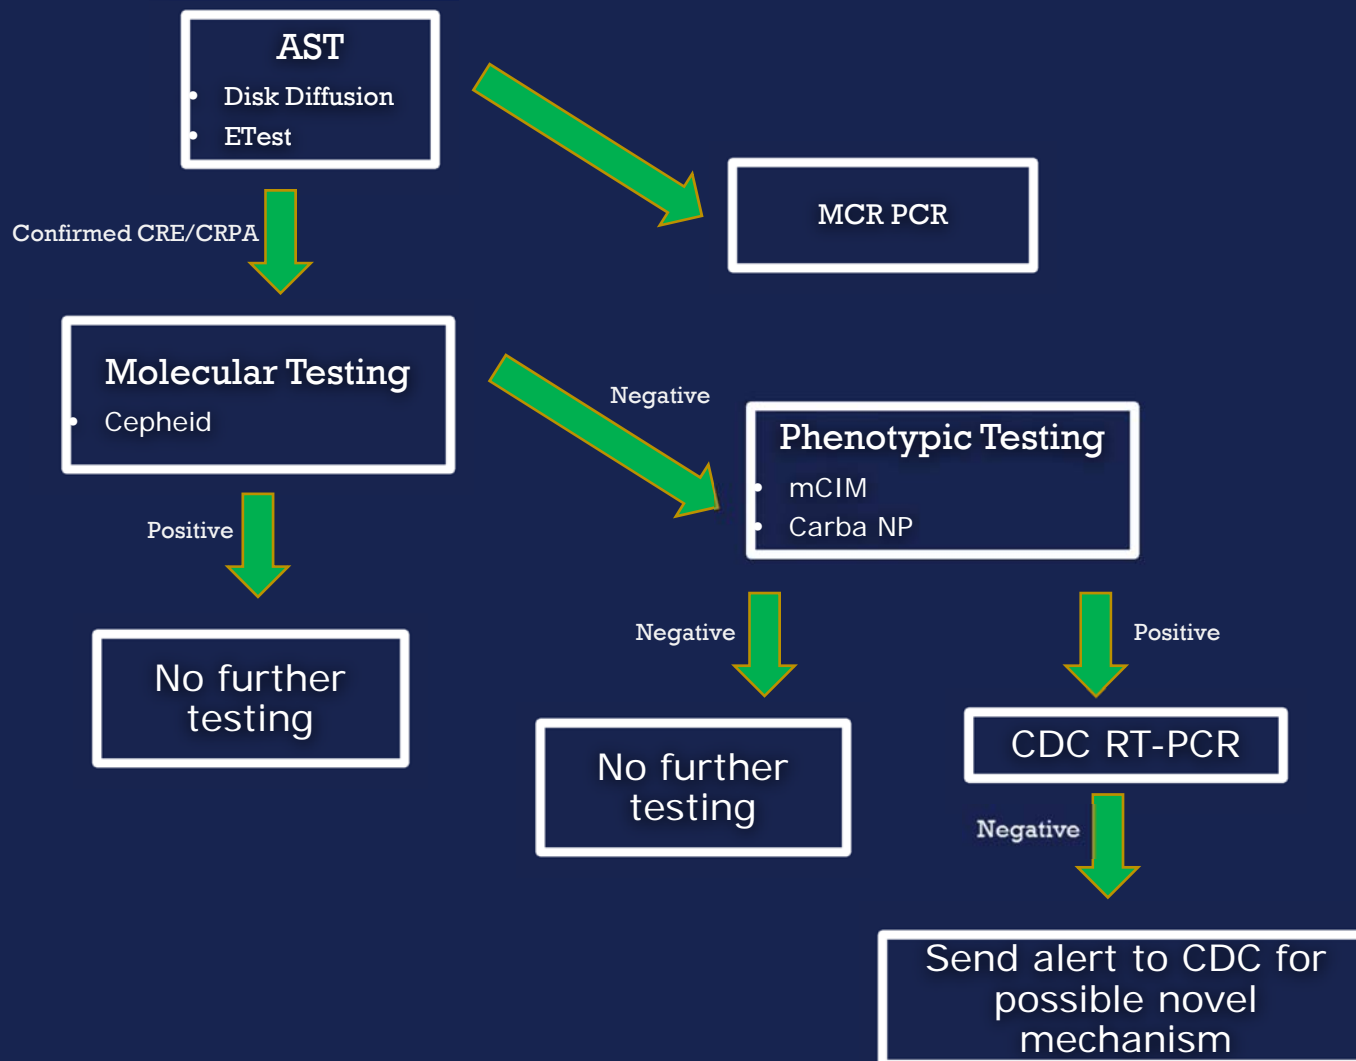 AST
• Disk Diffusion
• ETest
MCR PCR
Confirmed CRE/CRPA
Molecular Testing
• Cepheid
Negative
Phenotypic Testing
• mCIM
• Carba NP
Positive
No further
testing
Negative
Positive
No further
testing
CDC RT-PCR
Negative
Send alert to CDC for
possible novel
mechanism